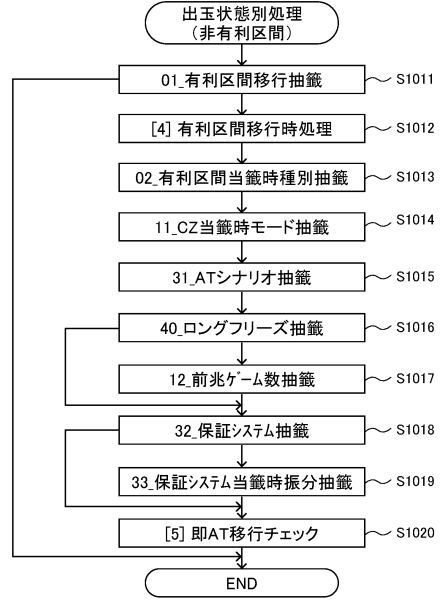 出玉状態別処理
(非有利区間)
01_有利区間移行抽籤
S1011
[4] 有利区間移行時処理
S1012
02_有利区間当籤時種別抽籤
S1013
11_CZ当籤時モード抽籤
S1014
31_ATシナリオ抽籤
S1015
40_ロングフリーズ抽籤
S1016
12_前兆ゲーム数抽籤
S1017
32_保証システム抽籤
S1018
33_保証システム当籤時振分抽籤
S1019
[5] 即AT移行チェック
S1020
END